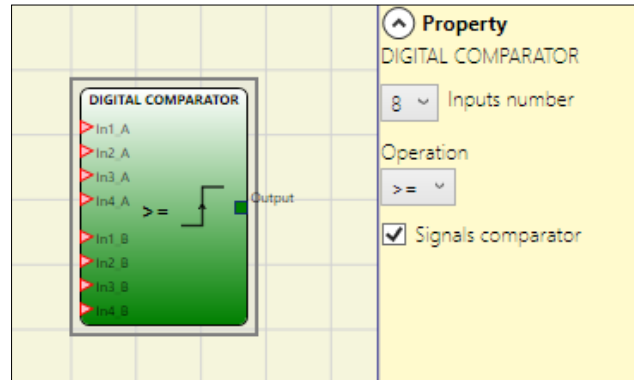 DIGITAL COMPARATOR
In1_A
In2_A
In3_A
In4_A
>=
Output
In1_B
In2_B
In3_B
In4_B
Property
DIGITAL COMPARATOR
8 Inputs number
Operation
>=
Signals comparator